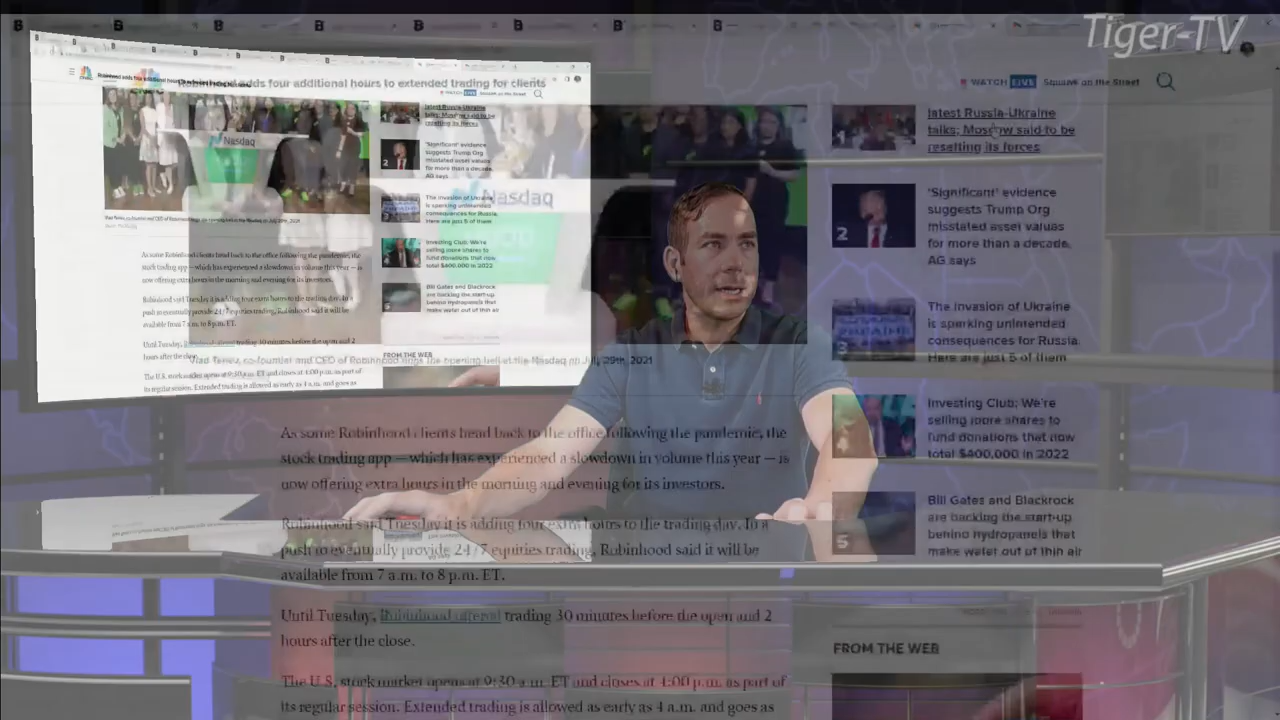 Tiger-TV
Robinhood adds four additional hours to extended trading for clients
WATCH LIVE Squawk on the Street
latest Russia-Ukraine
talks; Moscow said to be
resetting its forces
Nasdaq
2
'Significant' evidence
suggests Trump Org
misstated asset values
for more than a decade,
AG says
3
The invasion of Ukraine
is sparking unintended
consequences for Russia.
Here are just 5 of them
4
Investing Club: We're
selling more shares to
fund donations that now
total $400,000 in 2022
5
Bill Gates and Blackrock
are backing the start-up
behind hydropanels that
make water out of thin air
FROM THE WEB
Vlad Tenev, co-founder and CEO of Robinhood rings the opening bell at the Nasdaq on July 29th, 2021
As some Robinhood clients head back to the office following the pandemic, the
stock trading app — which has experienced a slowdown in volume this year — is
now offering extra hours in the morning and evening for its investors.
Robinhood said Tuesday it is adding four extra hours to the trading day. In a
push to eventually provide 24/7 equities trading, Robinhood said it will be
available from 7 a.m. to 8 p.m. ET.
Until Tuesday, Robinhood offered trading 30 minutes before the open and 2
hours after the close.
The U.S. stock market opens at 9:30 a.m. ET and closes at 4:00 p.m. as part of
its regular session. Extended trading is allowed as early as 4 a.m. and goes as